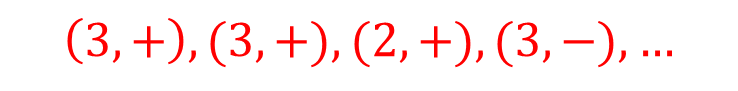 (3, +), (3, +), (2, +), (3, −), ...